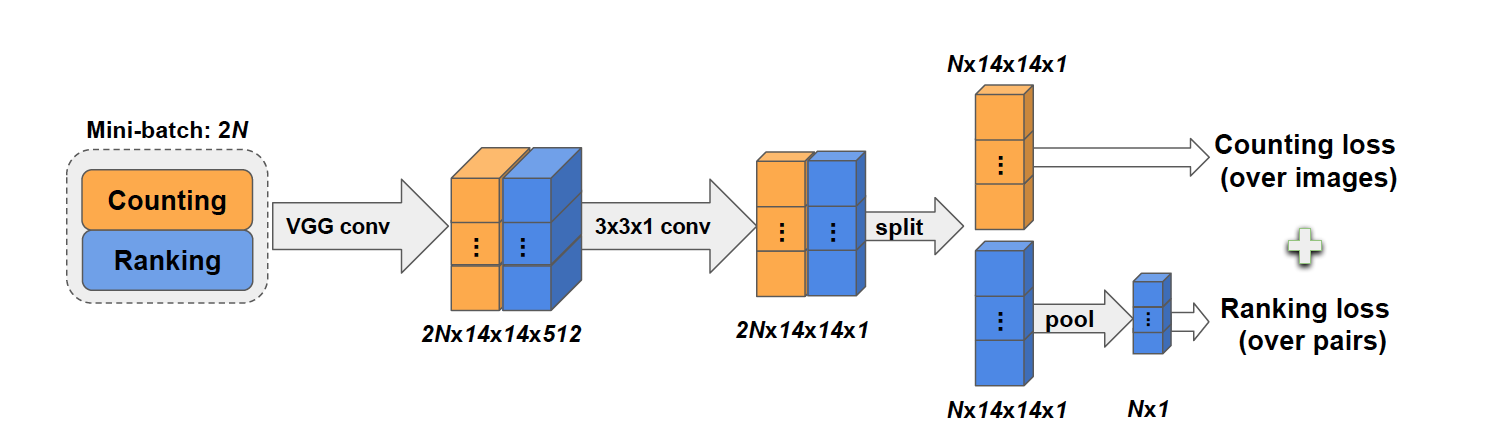 Mini-batch: 2N
Counting
Ranking
VGG conv
2Nx14x14x512
3x3x1 conv
2Nx14x14x1
split
Nx14x14x1
Counting loss
(over images)
Nx14x14x1
pool
Nx1
Ranking loss
(over pairs)